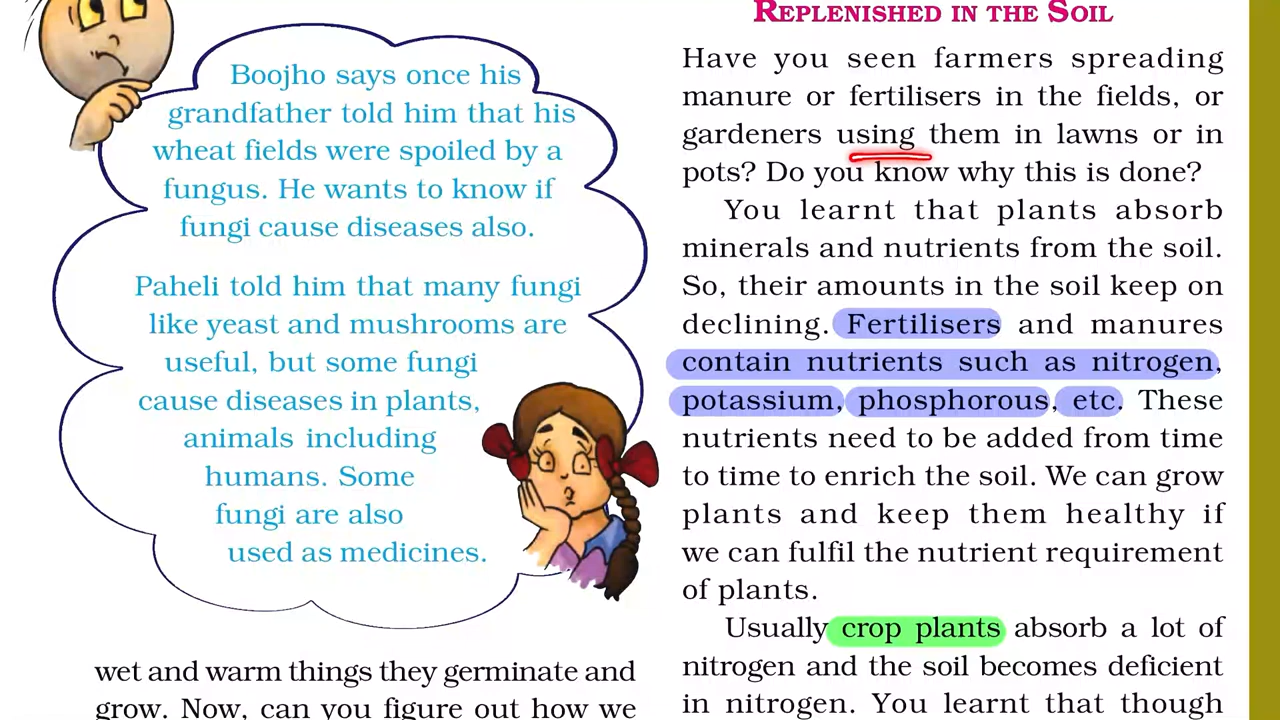 Boojho says once his
grandfather told him that his
wheat fields were spoiled by a
fungus. He wants to know if
fungi cause diseases also.
Paheli told him that many fungi
like yeast and mushrooms are
useful, but some fungi
cause diseases in plants,
animals including
humans. Some
fungi are also
used as medicines.
wet and warm things they germinate and
grow. Now, can you figure out how we
REPLENISHED IN THE SOIL
Have you seen farmers spreading
manure or fertilisers in the fields, or
gardeners using them in lawns or in
pots? Do you know why this is done?
You learnt that plants absorb
minerals and nutrients from the soil.
So, their amounts in the soil keep on
declining. Fertilisers and manures
contain nutrients such as nitrogen,
potassium, phosphorous, etc. These
nutrients need to be added from time
to time to enrich the soil. We can grow
plants and keep them healthy if
we can fulfil the nutrient requirement
of plants.
Usually crop plants absorb a lot of
nitrogen and the soil becomes deficient
in nitrogen. You learnt that though